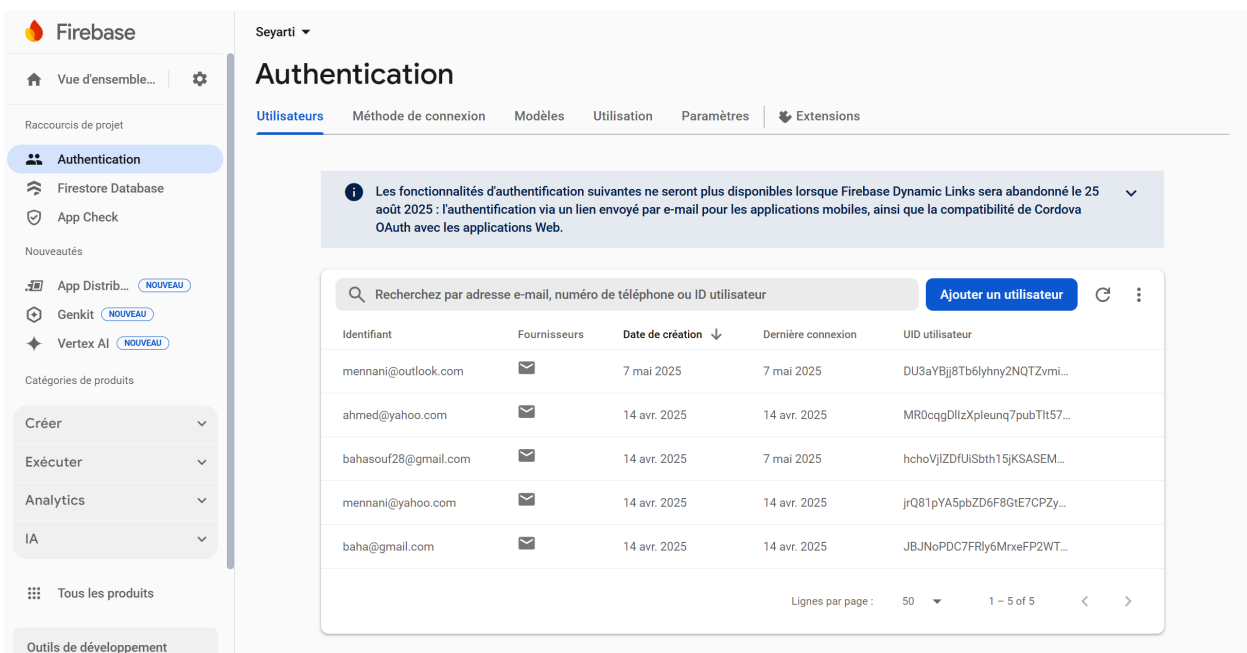 Firebase
Vue d'ensemble...
Raccourcis de projet
Authentication
Firestore Database
App Check
Nouveautés
App Distrib... NOUVEAU
Genkit NOUVEAU
Vertex AI NOUVEAU
Catégories de produits
Créer
Exécuter
Analytics
IA
Tous les produits
Outils de développement
Seyarti
Authentication
Utilisateurs Méthode de connexion Modèles Utilisation Paramètres Extensions
Les fonctionnalités d'authentification suivantes ne seront plus disponibles lorsque Firebase Dynamic Links sera abandonné le 25
août 2025 : l'authentification via un lien envoyé par e-mail pour les applications mobiles, ainsi que la compatibilité de Cordova
OAuth avec les applications Web.
Recherchez par adresse e-mail, numéro de téléphone ou ID utilisateur Ajouter un utilisateur
Identifiant Fournisseurs Date de création Dernière connexion UID utilisateur
mennani@outlook.com 7 mai 2025 7 mai 2025 DU3aYBjj8Tb6lyhny2NQTZvmi...
ahmed@yahoo.com 14 avr. 2025 14 avr. 2025 MR0cqgDlIzXpleunq7pubTIt57...
bahasouf28@gmail.com 14 avr. 2025 7 mai 2025 hchoVjlZDfUiSbth15jKSASEM...
mennani@yahoo.com 14 avr. 2025 14 avr. 2025 jrQ81pYA5pbZD6F8GtE7CPZy...
baha@gmail.com 14 avr. 2025 14 avr. 2025 JBJNoPDC7FRly6MrxeFP2WT...
Lignes par page : 50 1 – 5 of 5